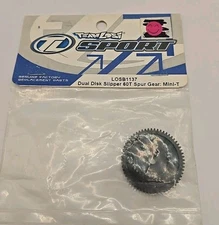 TEAM LOSI
SPORT
GENUINE FACTORY
REPLACEMENT PARTS
LOSB1137
Dual Disk Slipper 60T Spur Gear: Mini-T